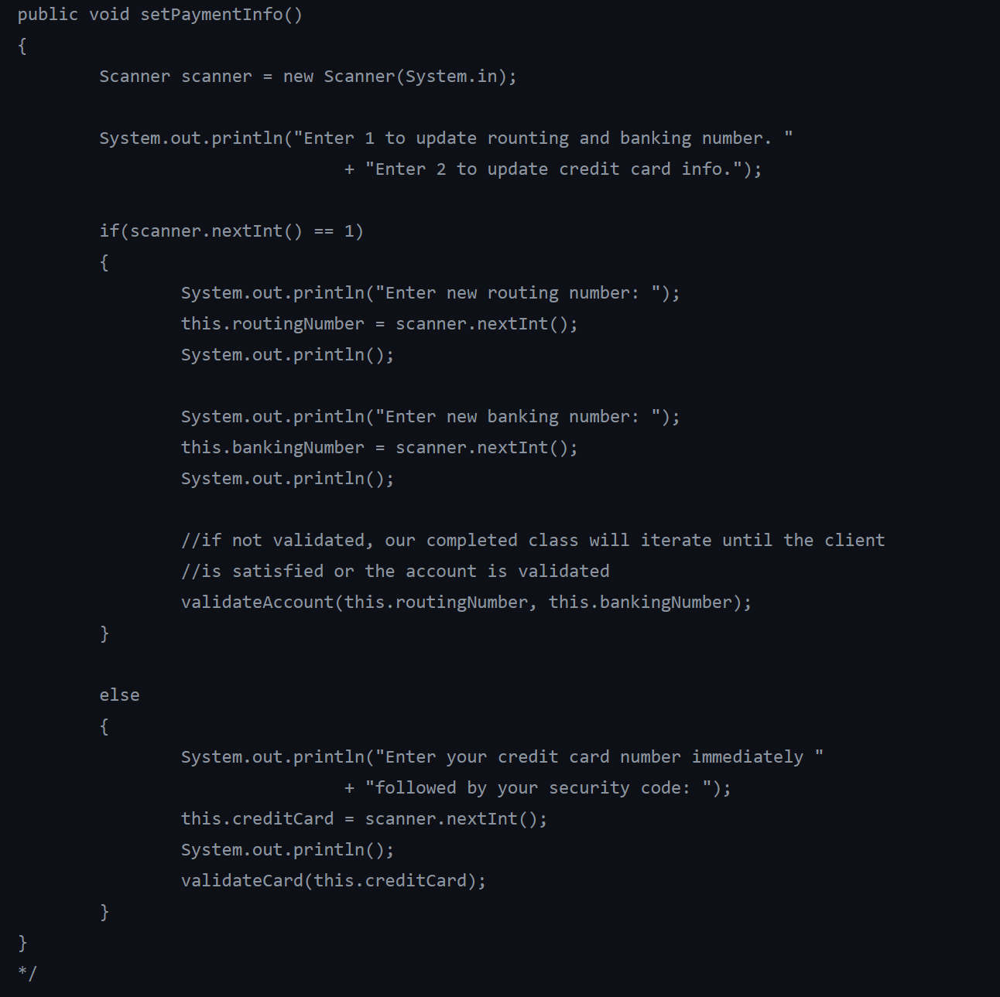 public void setPaymentInfo()
{
Scanner scanner = new Scanner(System.in);
System.out.println("Enter 1 to update rounting and banking number. "
+ "Enter 2 to update credit card info.");
if(scanner.nextInt() == 1)
{
System.out.println("Enter new routing number: ");
this.routingNumber = scanner.nextInt();
System.out.println();
System.out.println("Enter new banking number: ");
this.bankingNumber = scanner.nextInt();
System.out.println();
//if not validated, our completed class will iterate until the client
//is satisfied or the account is validated
validateAccount(this.routingNumber, this.bankingNumber);
}
else
{
System.out.println("Enter your credit card number immediately "
+ "followed by your security code: ");
this.creditCard = scanner.nextInt();
System.out.println();
validateCard(this.creditCard);
}
}
*/